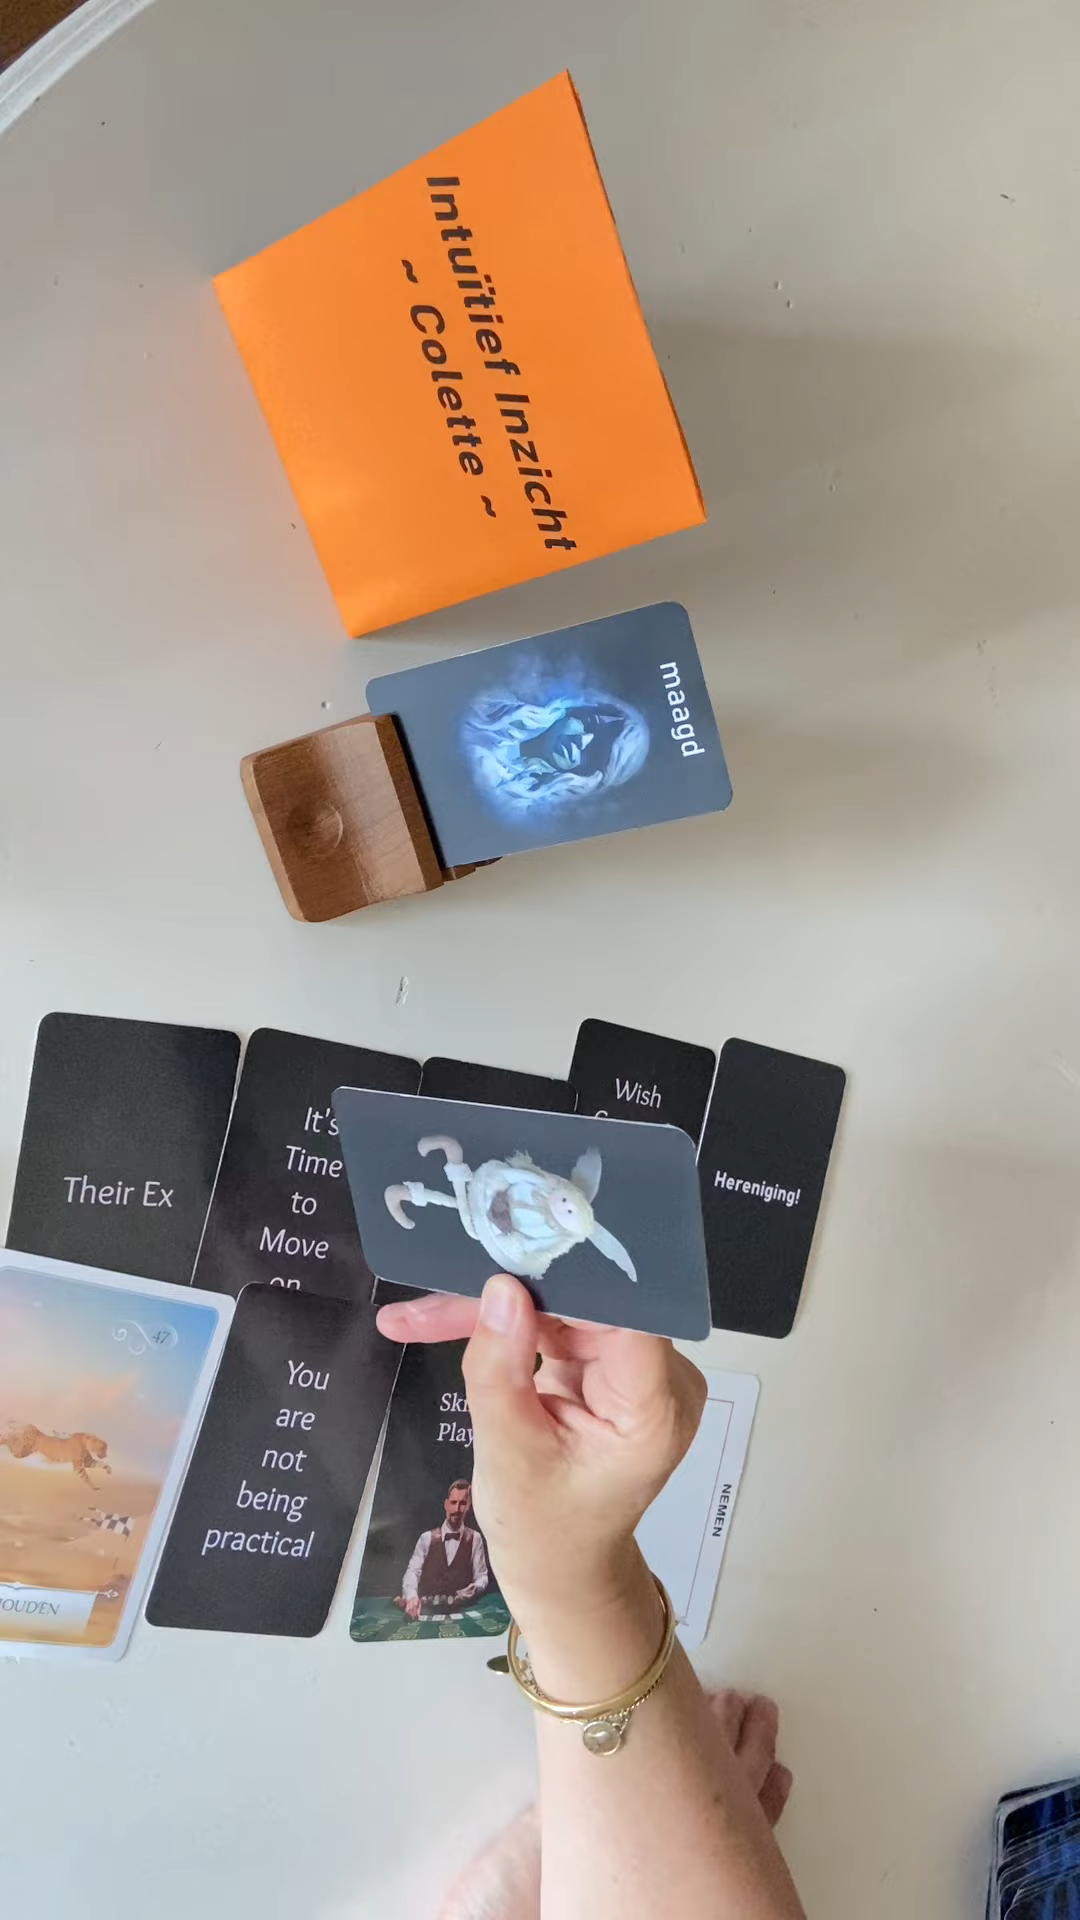 Intuïtief Inzicht
~ Colette ~
maagd
Their Ex
It's
Time
to
Move
on
Wish
Hereniging!
47
You
are
not
being
practical
NEMEN